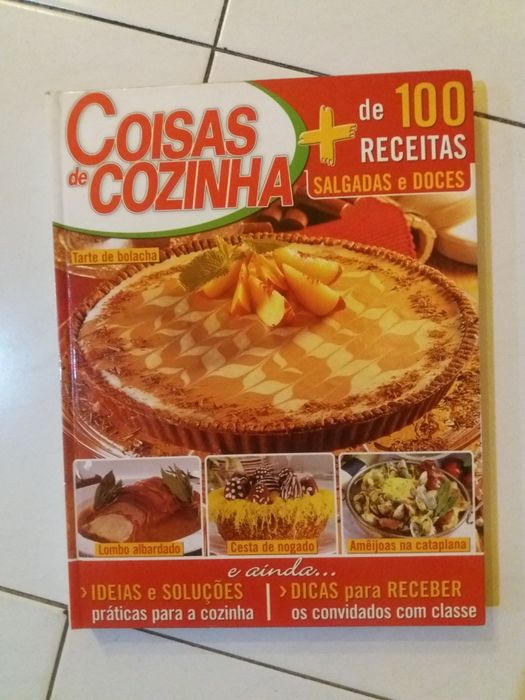 COISAS
de COZINHA
+ de 100
RECEITAS
SALGADAS e DOCES
Tarte de bolacha
Lombo albardado
Cesta de nogado
Amêijoas na cataplana
e ainda...
› IDEIAS e SOLUÇÕES
práticas para a cozinha
› DICAS para RECEBER
os convidados com classe